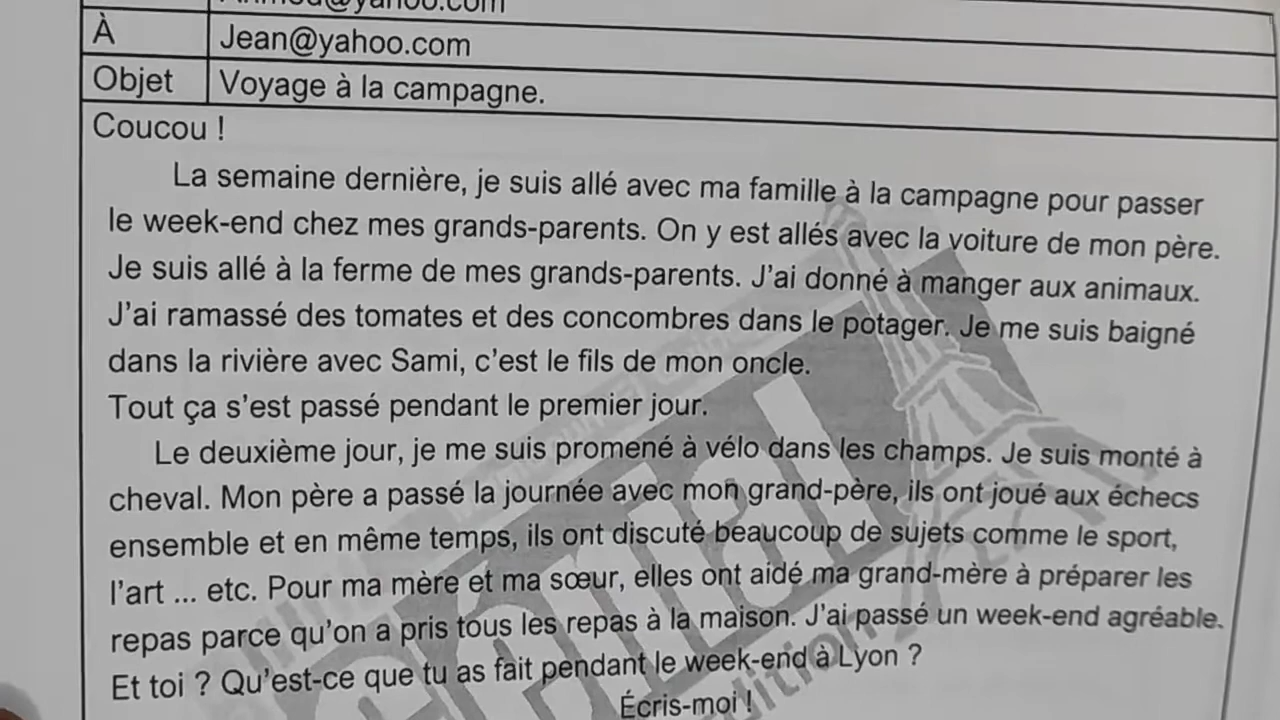 À Jean@yahoo.com
Objet Voyage à la campagne.
Coucou !
La semaine dernière, je suis allé avec ma famille à la campagne pour passer
le week-end chez mes grands-parents. On y est allés avec la voiture de mon père.
Je suis allé à la ferme de mes grands-parents. J'ai donné à manger aux animaux.
J'ai ramassé des tomates et des concombres dans le potager. Je me suis baigné
dans la rivière avec Sami, c'est le fils de mon oncle.
Tout ça s'est passé pendant le premier jour.
Le deuxième jour, je me suis promené à vélo dans les champs. Je suis monté à
cheval. Mon père a passé la journée avec mon grand-père, ils ont joué aux échecs
ensemble et en même temps, ils ont discuté beaucoup de sujets comme le sport,
l'art ... etc. Pour ma mère et ma sœur, elles ont aidé ma grand-mère à préparer les
repas parce qu'on a pris tous les repas à la maison. J'ai passé un week-end agréable.
Et toi ? Qu'est-ce que tu as fait pendant le week-end à Lyon ?
Écris-moi !